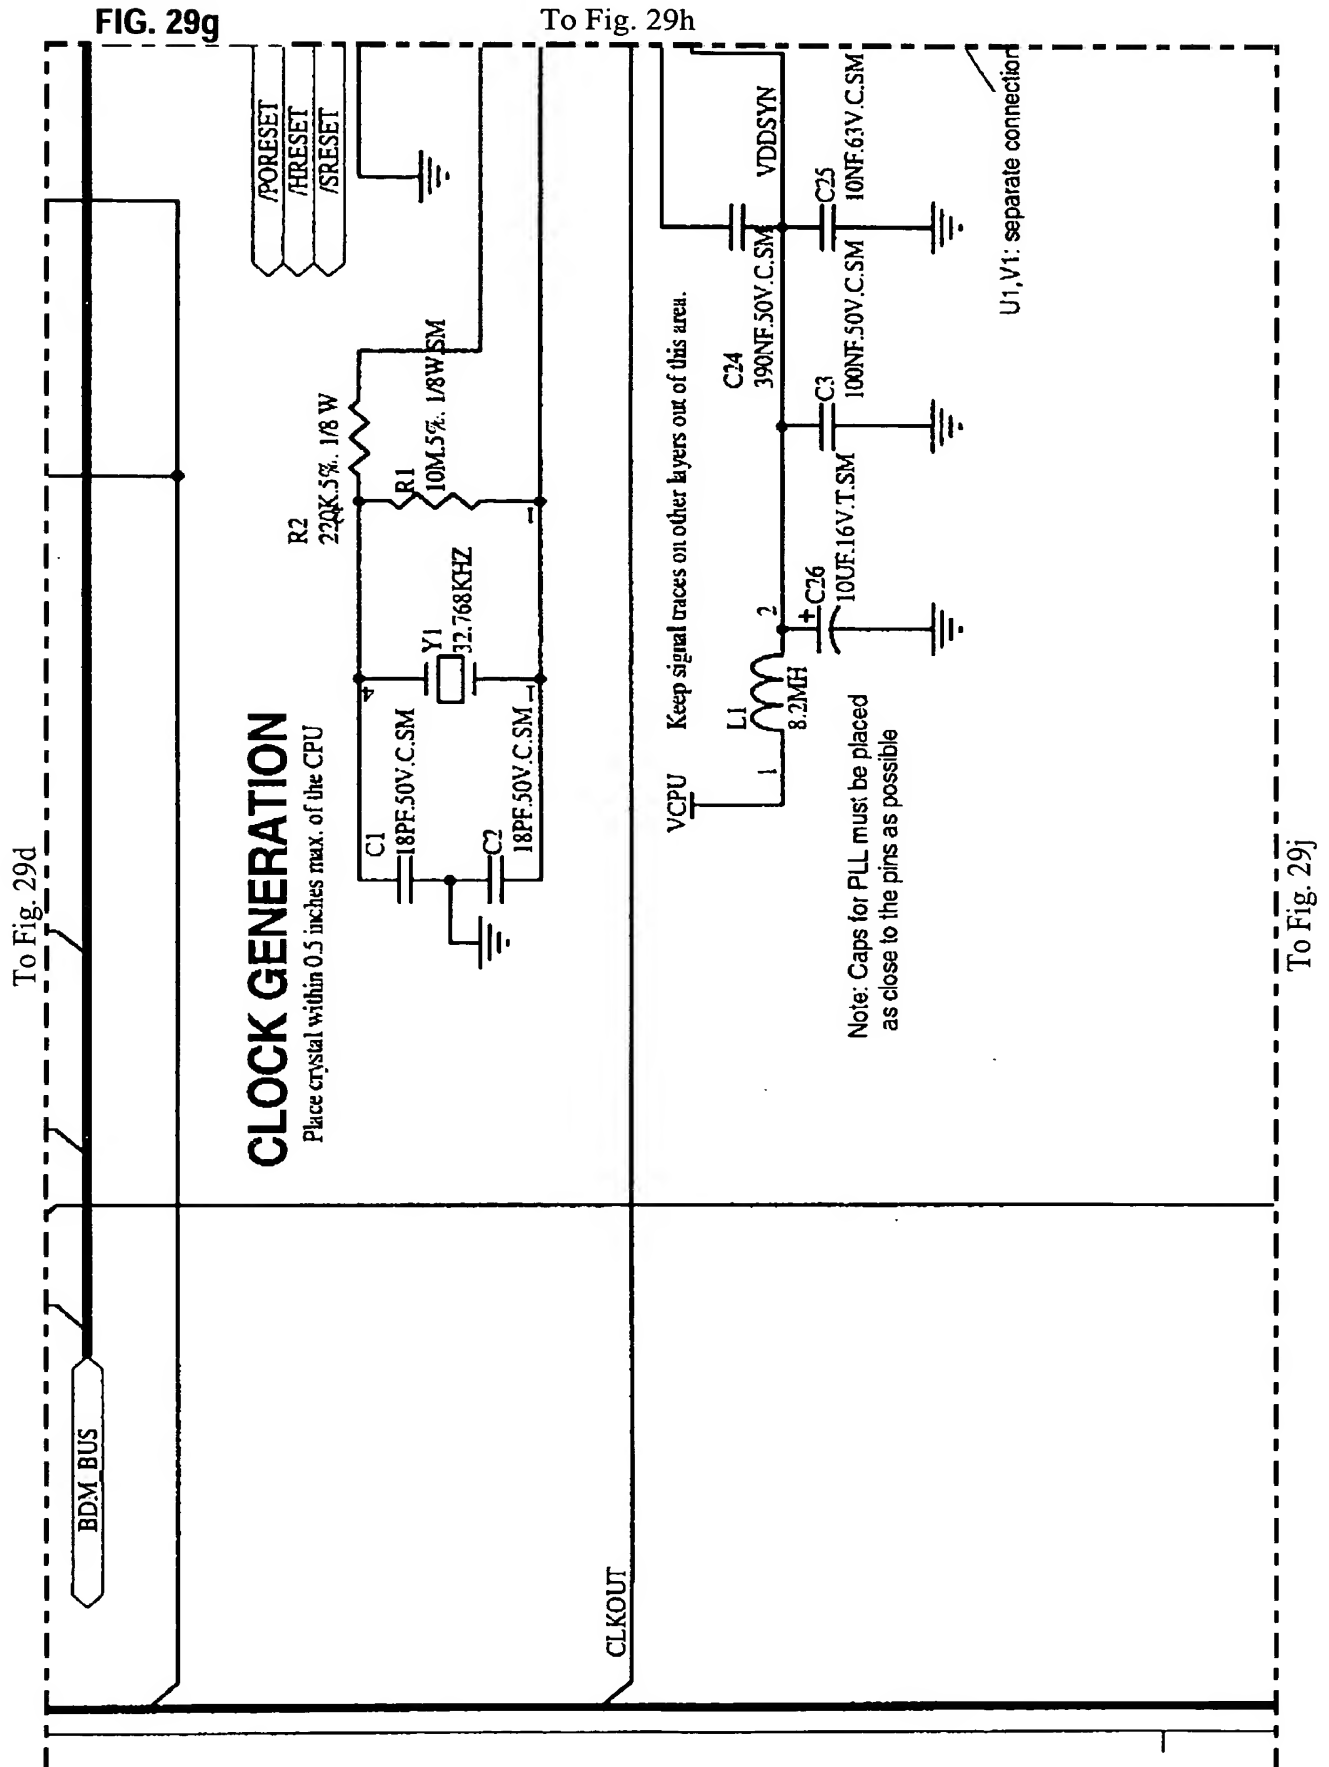 FIG. 29g
To Fig. 29h
To Fig. 29d
To Fig. 29j
/PORESET
/HRESET
/SRESET
BDM_BUS
CLOCK GENERATION
Place crystal within 0.5 inches max. of the CPU
R2
220K.5%. 1/8 W
R1
10M.5%. 1/8W.SM
1
Y1
32.768KHZ
4
1
C1
18PF.50V.C.SM
C2
18PF.50V.C.SM
CLKOUT
Keep signal traces on other layers out of this area.
VCPU
L1
8.2MH
1
2
C24
390NF.50V.C.SM
VDDSYN
C25
10NF.63V.C.SM
C3
100NF.50V.C.SM
+
C26
10UF.16V.T.SM
Note: Caps for PLL must be placed
as close to the pins as possible
U1,V1: separate connection